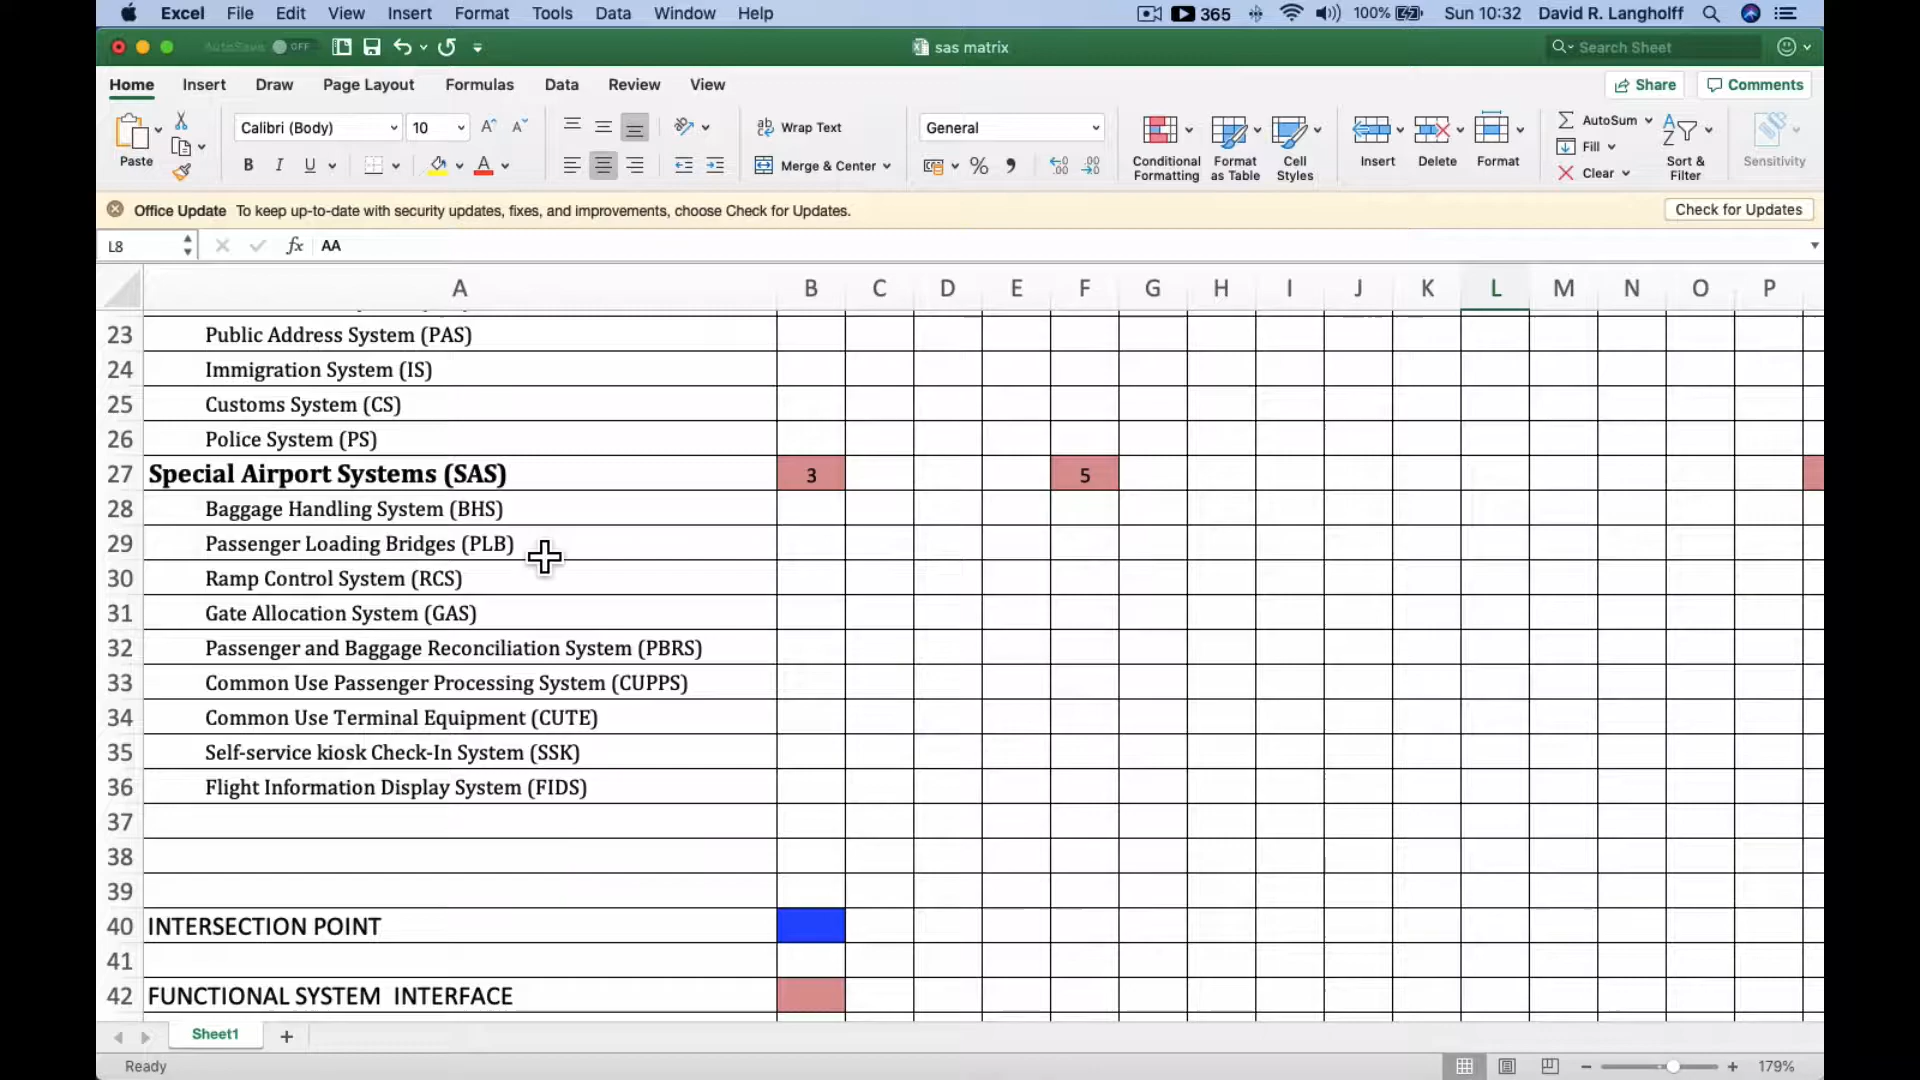 Excel File Edit View Insert Format Tools Data Window Help 365 100% Sun 10:32 David R. Langholff
AutoSave OFF sas matrix Search Sheet
Home Insert Draw Page Layout Formulas Data Review View Share Comments
Paste Calibri (Body) 10 Wrap Text General AutoSum
B I U Merge & Center % Conditional Formatting Format as Table Cell Styles Insert Delete Format Fill Clear Sort & Filter Sensitivity
Office Update To keep up-to-date with security updates, fixes, and improvements, choose Check for Updates. Check for Updates
L8 fx AA
A B C D E F G H I J K L M N O P
23 Public Address System (PAS)
24 Immigration System (IS)
25 Customs System (CS)
26 Police System (PS)
27 Special Airport Systems (SAS) 3 5
28 Baggage Handling System (BHS)
29 Passenger Loading Bridges (PLB)
30 Ramp Control System (RCS)
31 Gate Allocation System (GAS)
32 Passenger and Baggage Reconciliation System (PBRS)
33 Common Use Passenger Processing System (CUPPS)
34 Common Use Terminal Equipment (CUTE)
35 Self-service kiosk Check-In System (SSK)
36 Flight Information Display System (FIDS)
37
38
39
40 INTERSECTION POINT
41
42 FUNCTIONAL SYSTEM INTERFACE
Sheet1 +
Ready 179%